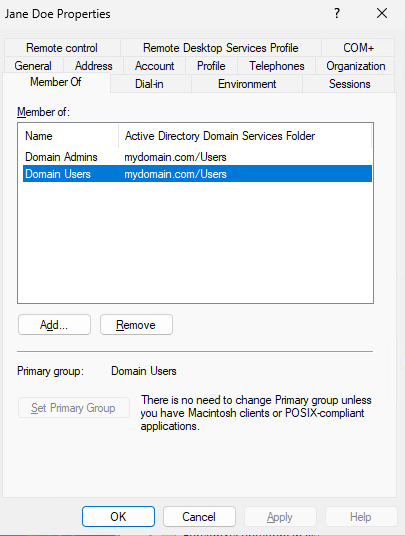 Jane Doe Properties
?
Remote control Remote Desktop Services Profile COM+
General Address Account Profile Telephones Organization
Member Of Dial-in Environment Sessions
Member of:
Name Active Directory Domain Services Folder
Domain Admins mydomain.com/Users
Domain Users mydomain.com/Users
Add... Remove
Primary group: Domain Users
Set Primary Group
There is no need to change Primary group unless
you have Macintosh clients or POSIX-compliant
applications.
OK Cancel Apply Help